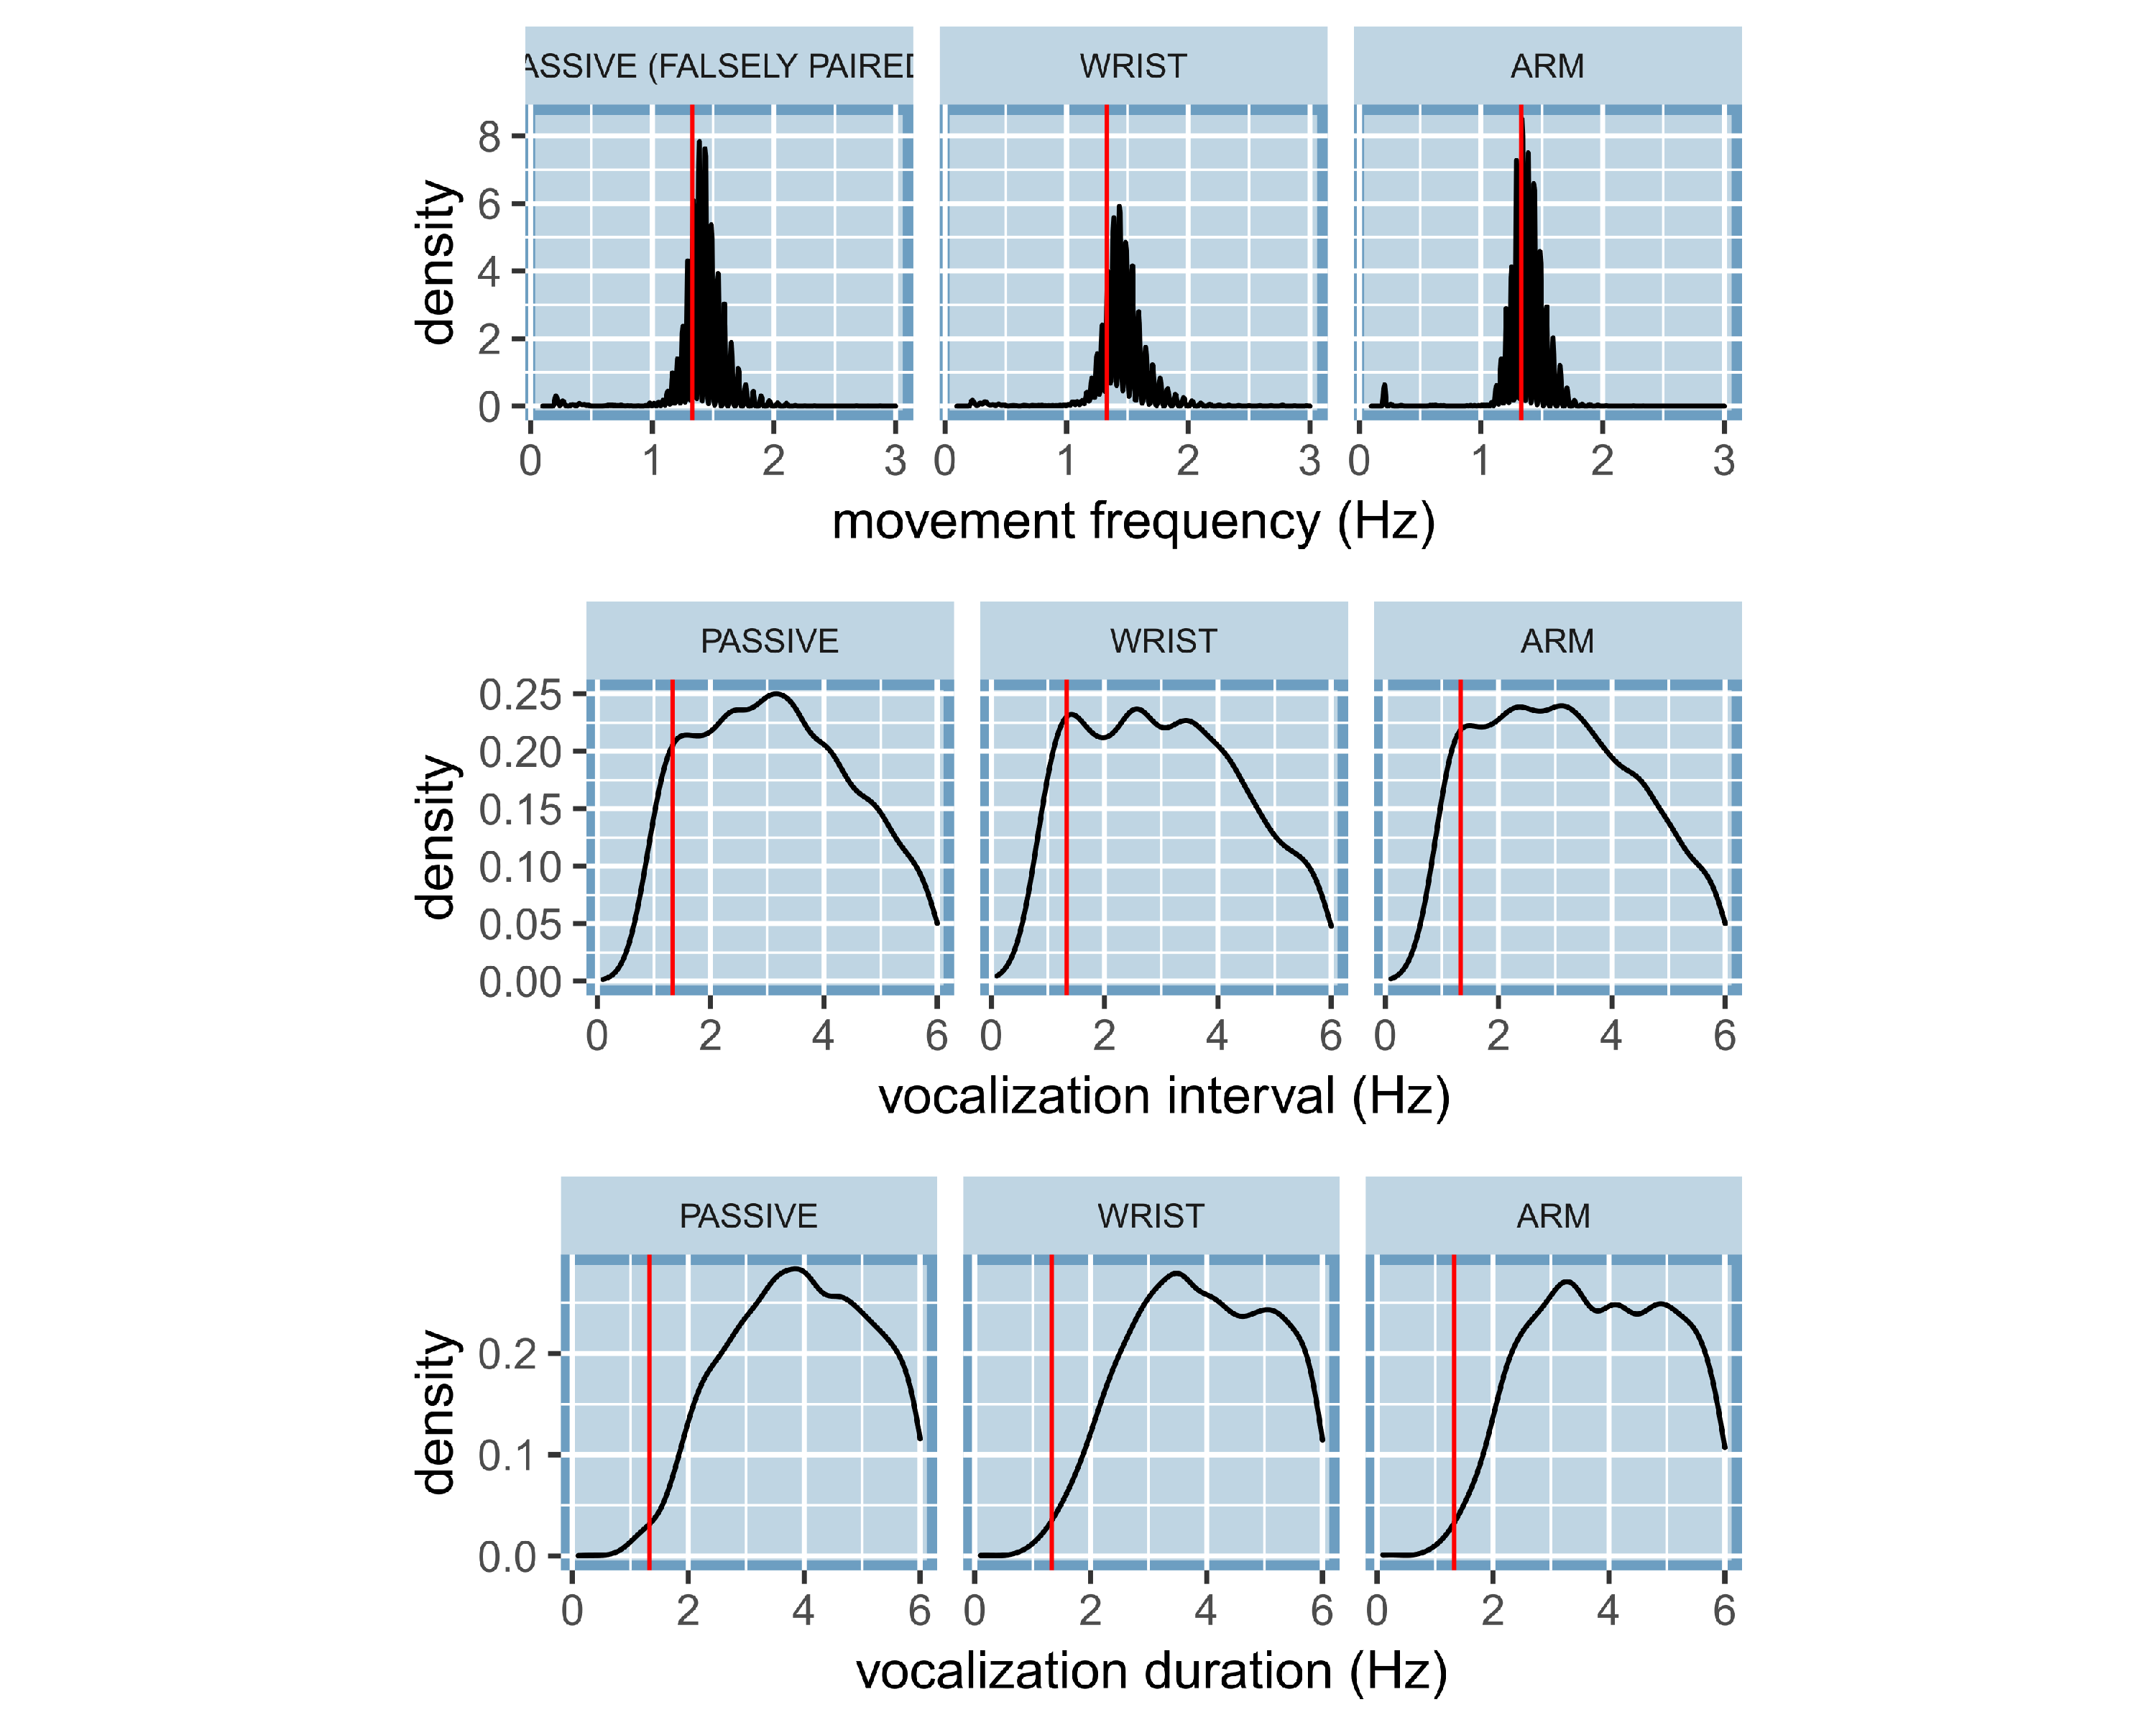 ASSIVE (FALSELY PAIRED WRIST ARM
8
6
4
2
0
density
0 1 2 3 0 1 2 3 0 1 2 3
movement frequency (Hz)
PASSIVE WRIST ARM
0.25
0.20
0.15
0.10
0.05
0.00
density
0 2 4 6 0 2 4 6 0 2 4 6
vocalization interval (Hz)
PASSIVE WRIST ARM
0.2
0.1
0.0
density
0 2 4 6 0 2 4 6 0 2 4 6
vocalization duration (Hz)